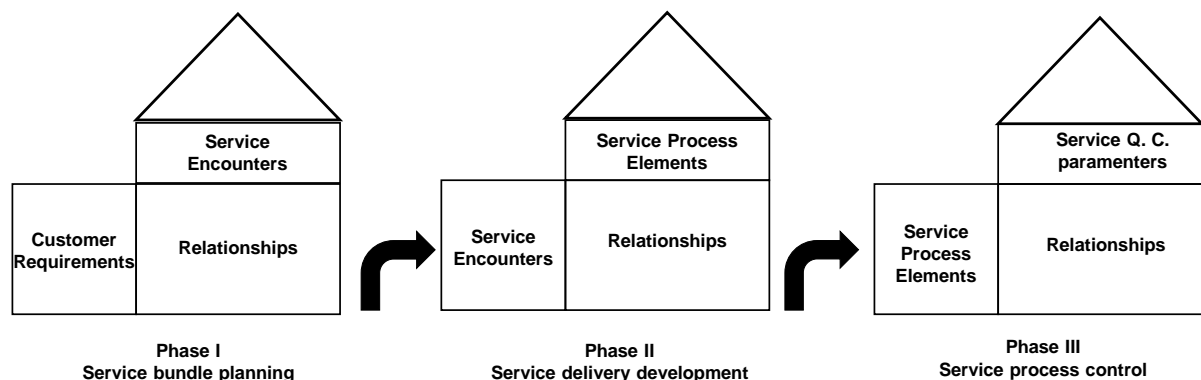 Service
Encounters
Customer
Requirements
Relationships
Phase I
Service bundle planning
Service Process
Elements
Service
Encounters
Relationships
Phase II
Service delivery development
Service Q. C.
paramenters
Service
Process
Elements
Relationships
Phase III
Service process control